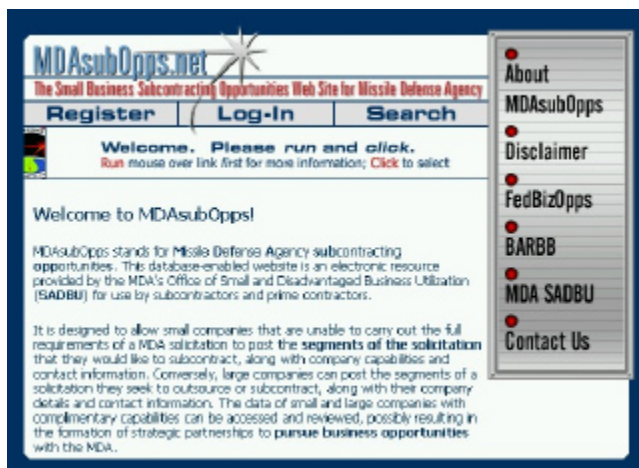 MDAsubOpps.net
The Small Business Subcontracting Opportunities Web Site for Missile Defense Agency
Register Log-In Search
Welcome. Please run and click.
Run mouse over link first for more information; Click to select
Welcome to MDAsubOpps!
MDAsubOpps stands for Missile Defense Agency subcontracting
opportunities. This database-enabled website is an electronic resource
provided by the MDA's Office of Small and Disadvantaged Business Utilization
(SADBU) for use by subcontractors and prime contractors.
It is designed to allow small companies that are unable to carry out the full
requirements of a MDA solicitation to post the segments of the solicitation
that they would like to subcontract, along with company capabilities and
contact information. Conversely, large companies can post the segments of a
solicitation they seek to outsource or subcontract, along with their company
details and contact information. The data of small and large companies with
complimentary capabilities can be accessed and reviewed, possibly resulting in
the formation of strategic partnerships to pursue business opportunities
with the MDA.
About
MDAsubOpps
Disclaimer
FedBizOpps
BARBB
MDA SADBU
Contact Us